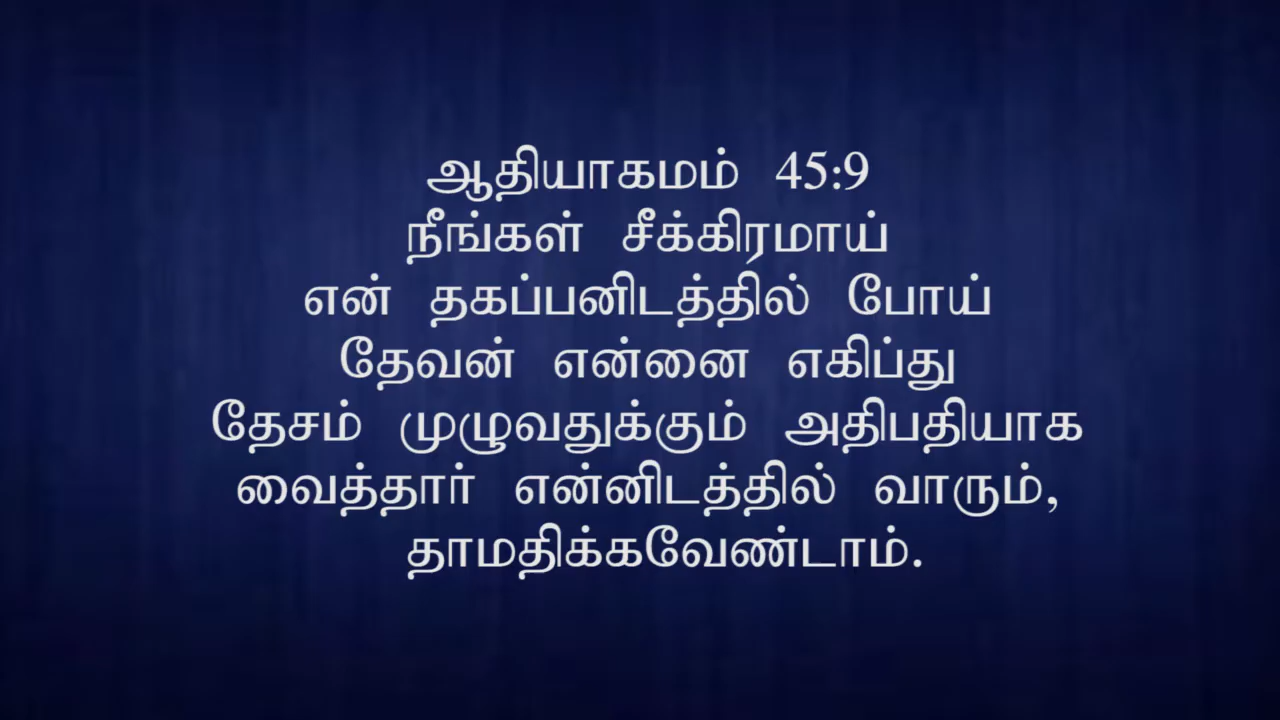 ஆதியாகமம் 45:9
நீங்கள் சீக்கிரமாய்
என் தகப்பனிடத்தில் போய்
தேவன் என்னை எகிப்து
தேசம் முழுவதுக்கும் அதிபதியாக
வைத்தார் என்னிடத்தில் வாரும்,
தாமதிக்கவேண்டாம்.